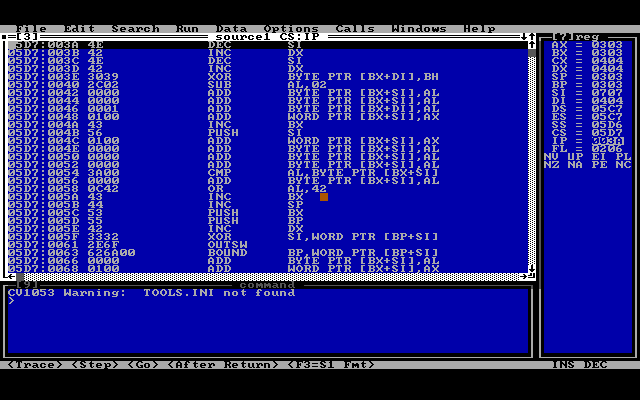 File Edit Search Run Data Options Calls Windows Help
[3] source1 CS:IP
05D7:003A 4E DEC SI
05D7:003B 42 INC DX
05D7:003C 4E DEC SI
05D7:003D 42 INC DX
05D7:003E 3039 XOR BYTE PTR [BX+DI],BH
05D7:0040 2C02 SUB AL,02
05D7:0042 0000 ADD BYTE PTR [BX+SI],AL
05D7:0044 0000 ADD BYTE PTR [BX+SI],AL
05D7:0046 0001 ADD BYTE PTR [BX+DI],AL
05D7:0048 0100 ADD WORD PTR [BX+SI],AX
05D7:004A 43 INC BX
05D7:004B 56 PUSH SI
05D7:004C 0100 ADD WORD PTR [BX+SI],AX
05D7:004E 0000 ADD BYTE PTR [BX+SI],AL
05D7:0050 0000 ADD BYTE PTR [BX+SI],AL
05D7:0052 0000 ADD BYTE PTR [BX+SI],AL
05D7:0054 3A00 CMP AL,BYTE PTR [BX+SI]
05D7:0056 0000 ADD BYTE PTR [BX+SI],AL
05D7:0058 0C42 OR AL,42
05D7:005A 43 INC BX
05D7:005B 44 INC SP
05D7:005C 53 PUSH BX
05D7:005D 55 PUSH BP
05D7:005E 42 INC DX
05D7:005F 3332 XOR SI,WORD PTR [BP+SI]
05D7:0061 2E6F OUTSW
05D7:0063 626A00 BOUND BP,WORD PTR [BP+SI]
05D7:0066 0000 ADD BYTE PTR [BX+SI],AL
05D7:0068 0100 ADD WORD PTR [BX+SI],AX
[7]reg
AX = 0303
BX = 0303
CX = 0404
DX = 0404
SP = 0303
BP = 0303
SI = 0707
DI = 0404
DS = 05C7
ES = 05C7
SS = 05D6
CS = 05D7
IP = 003A
FL = 0206
NV UP EI PL
NZ NA PE NC
[9] command
CV1053 Warning: TOOLS.INI not found
>
<Trace> <Step> <Go> <After Return> <F3=S1 Fmt> INS DEC